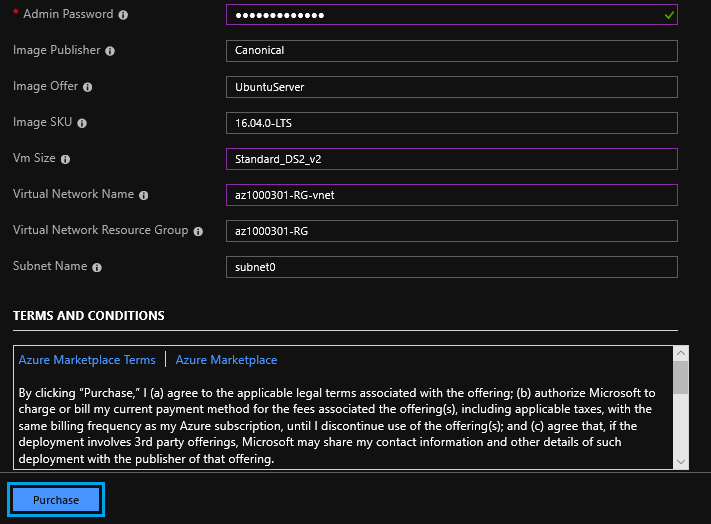 * Admin Password
●●●●●●●●●●●●●
Image Publisher
Canonical
Image Offer
UbuntuServer
Image SKU
16.04.0-LTS
Vm Size
Standard_DS2_v2
Virtual Network Name
az1000301-RG-vnet
Virtual Network Resource Group
az1000301-RG
Subnet Name
subnet0
TERMS AND CONDITIONS
Azure Marketplace Terms | Azure Marketplace
By clicking “Purchase,” I (a) agree to the applicable legal terms associated with the offering; (b) authorize Microsoft to
charge or bill my current payment method for the fees associated the offering(s), including applicable taxes, with the
same billing frequency as my Azure subscription, until I discontinue use of the offering(s); and (c) agree that, if the
deployment involves 3rd party offerings, Microsoft may share my contact information and other details of such
deployment with the publisher of that offering.
Purchase